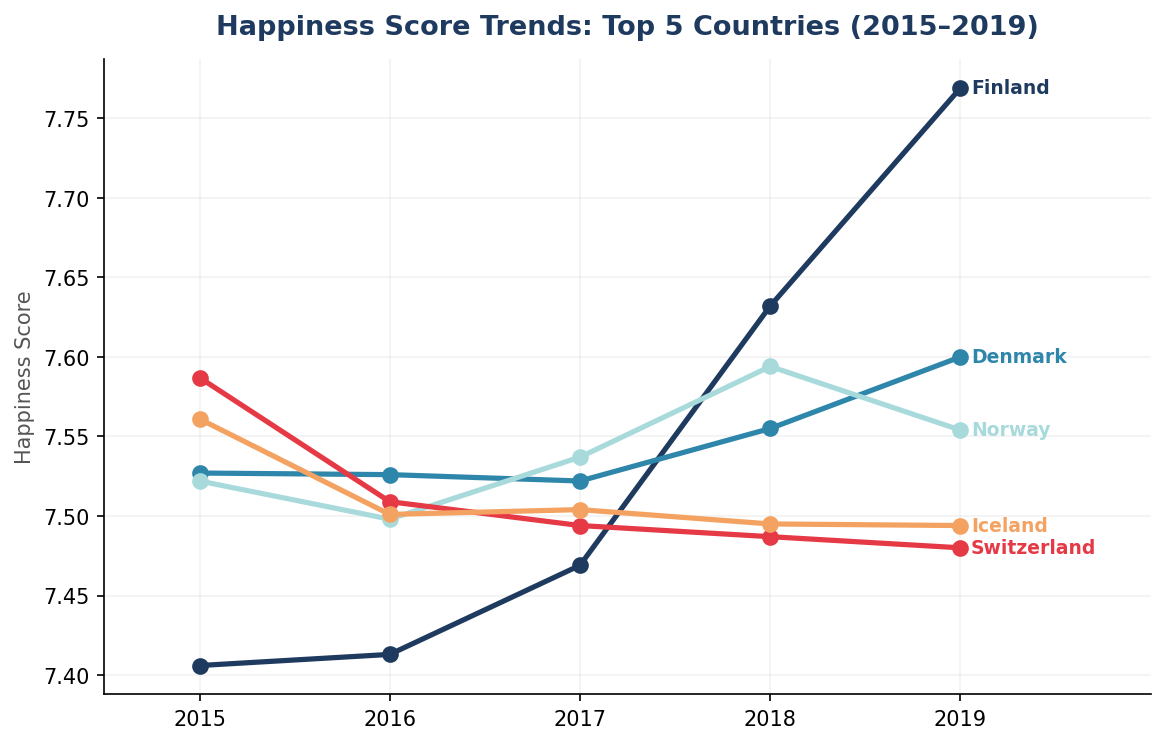 Happiness Score Trends: Top 5 Countries (2015–2019)
Happiness Score
7.75
7.70
7.65
7.60
7.55
7.50
7.45
7.40
Finland
Denmark
Norway
Iceland
Switzerland
2015 2016 2017 2018 2019